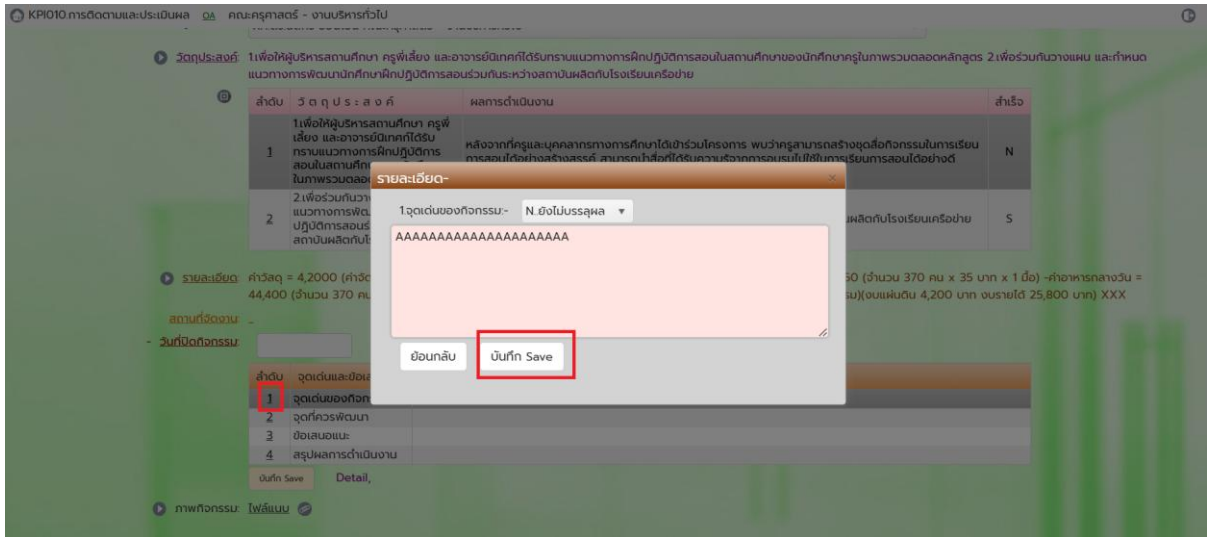 KPI010.การติดตามและประเมินผล QA คณะครุศาสตร์ - งานบริหารทั่วไป
วัตถุประสงค์: 1.เพื่อให้ผู้บริหารสถานศึกษา ครูพี่เลี้ยง และอาจารย์นิเทศก์ได้รับทราบแนวทางการฝึกปฏิบัติการสอนในสถานศึกษาของนักศึกษาครูในภาพรวมตลอดหลักสูตร 2.เพื่อร่วมกันวางแผน และกำหนด
แนวทางการพัฒนานักศึกษาฝึกปฏิบัติการสอนร่วมกันระหว่างสถาบันผลิตกับโรงเรียนเครือข่าย
ลำดับ วัตถุประสงค์ ผลการดำเนินงาน สำเร็จ
1.เพื่อให้ผู้บริหารสถานศึกษา ครูพี่
เลี้ยง และอาจารย์นิเทศก์ได้รับ
1 ทราบแนวทางการฝึกปฏิบัติการ
สอนในสถานศึก
ในภาพรวมตลอด
หลังจากที่ครูและบุคลากรทางการศึกษาได้เข้าร่วมโครงการ พบว่าครูสามารถสร้างชุดสื่อกิจกรรมในการเรียน
การสอนได้อย่างสร้างสรรค์ สามารถนำสื่อที่ได้รับความรู้จากการอบรมไปใช้ในการเรียนการสอนได้อย่างดี
N
2.เพื่อร่วมกันวาง
แนวทางการพัฒ
2 ปฏิบัติการสอนร่
สถาบันผลิตกับโร
ผลิตกับโรงเรียนเครือข่าย S
รายละเอียด-
×
1.จุดเด่นของกิจกรรม:- N.ยังไม่บรรลุผล
AAAAAAAAAAAAAAAAAAAAA
ย้อนกลับ บันทึก Save
รายละเอียด: ค่าวัสดุ = 4,2000 (ค่าจัด 50 (จำนวน 370 คน x 35 บาท x 1 มื้อ) -ค่าอาหารกลางวัน =
44,400 (จำนวน 370 คน รม)(งบแผ่นดิน 4,200 บาท งบรายได้ 25,800 บาท) XXX
สถานที่จัดงาน: -
- วันที่ปิดกิจกรรม:
ลำดับ จุดเด่นและข้อเส
1 จุดเด่นของกิจก
2 จุดที่ควรพัฒนา
3 ข้อเสนอแนะ
4 สรุปผลการดำเนินงาน
บันทึก Save Detail,
ภาพกิจกรรม: ไฟล์แนบ